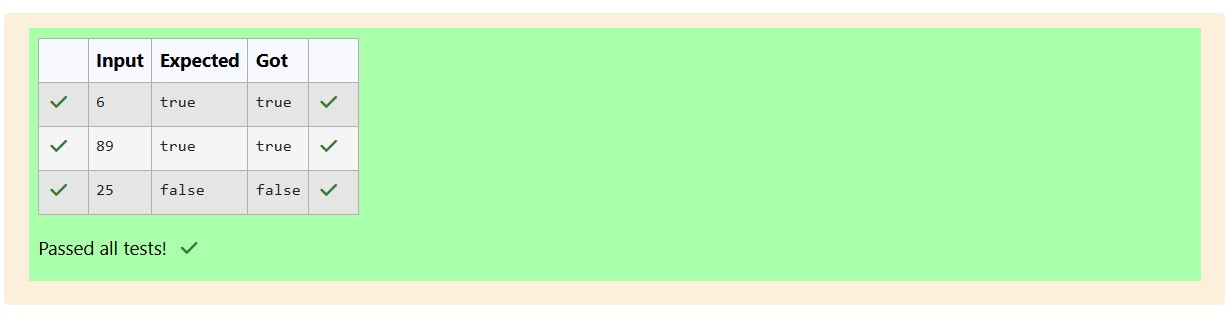 Input Expected Got
6 true true
89 true true
25 false false
Passed all tests!